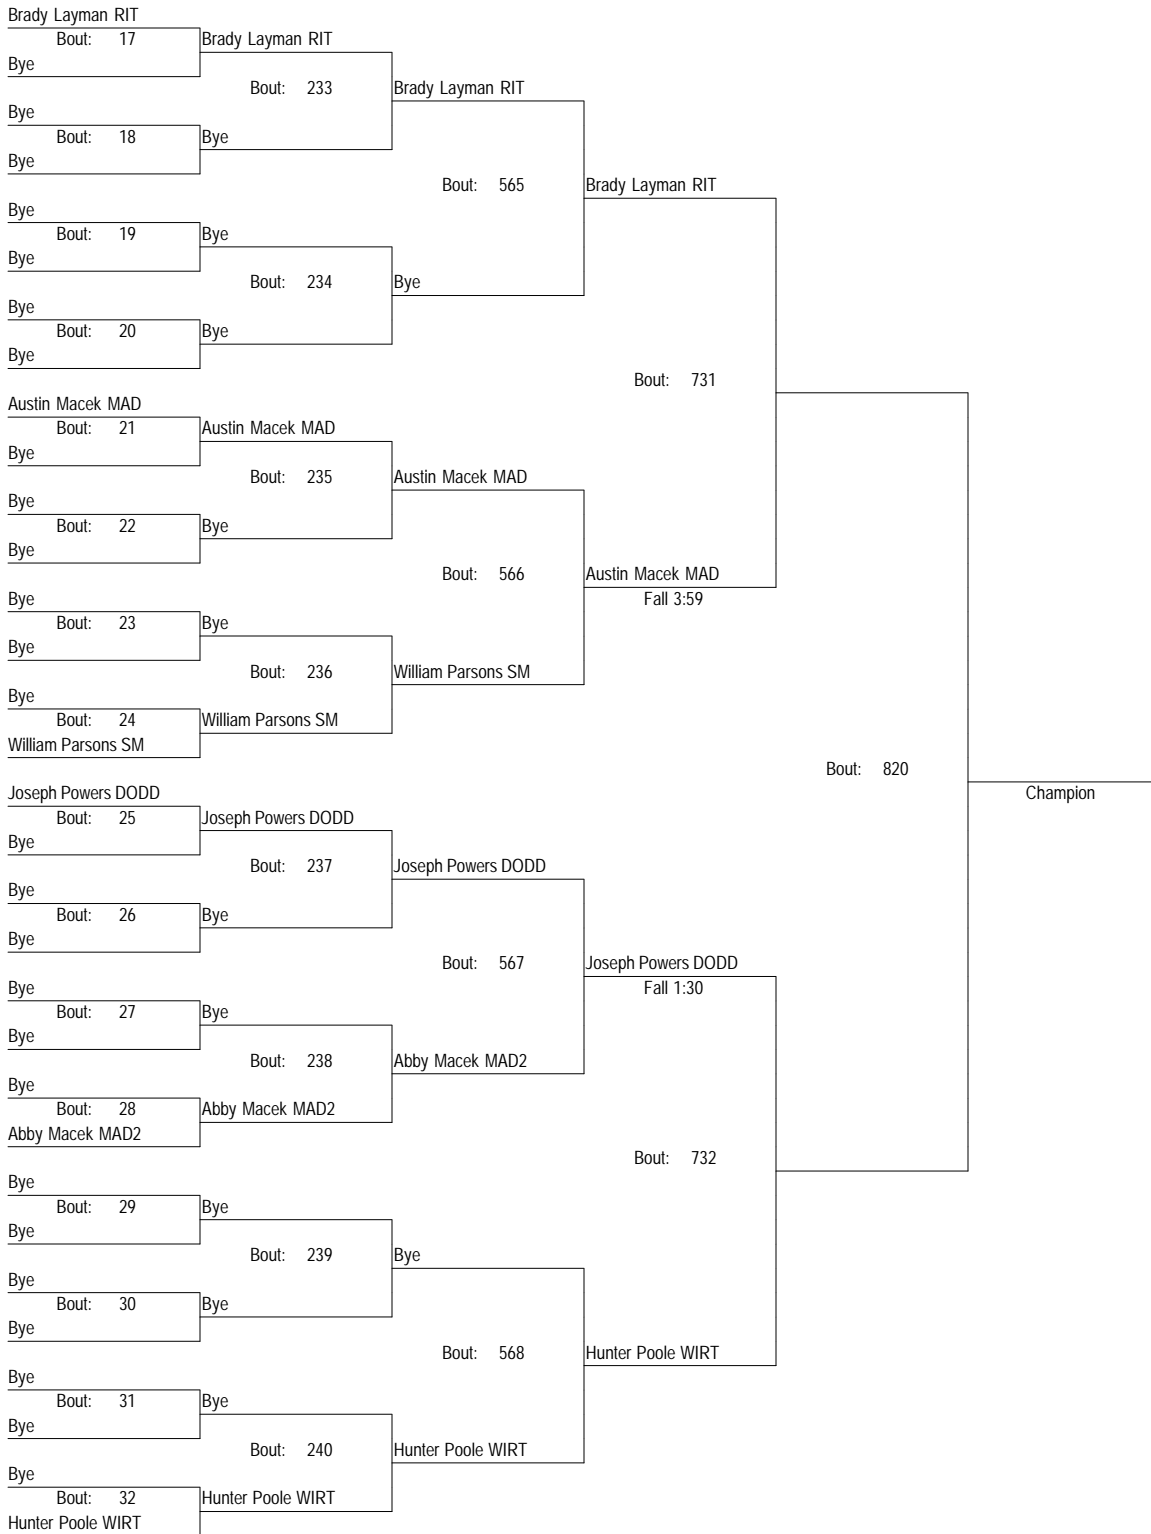 Brady Layman RIT
Bout: 17 Brady Layman RIT
Bye
Bout: 233 Brady Layman RIT
Bye
Bout: 18 Bye
Bye
Bout: 565 Brady Layman RIT
Bye
Bout: 19 Bye
Bye
Bout: 234 Bye
Bye
Bout: 20 Bye
Bye
Bout: 731
Austin Macek MAD
Bout: 21 Austin Macek MAD
Bye
Bout: 235 Austin Macek MAD
Bye
Bout: 22 Bye
Bye
Bout: 566 Austin Macek MAD
Bye Fall 3:59
Bout: 23 Bye
Bye
Bout: 236 William Parsons SM
Bye
Bout: 24 William Parsons SM
William Parsons SM
Bout: 820
Joseph Powers DODD Champion
Bout: 25 Joseph Powers DODD
Bye
Bout: 237 Joseph Powers DODD
Bye
Bout: 26 Bye
Bye
Bout: 567 Joseph Powers DODD
Bye Fall 1:30
Bout: 27 Bye
Bye
Bout: 238 Abby Macek MAD2
Bye
Bout: 28 Abby Macek MAD2
Abby Macek MAD2
Bout: 732
Bye
Bout: 29 Bye
Bye
Bout: 239 Bye
Bye
Bout: 30 Bye
Bye
Bout: 568 Hunter Poole WIRT
Bye
Bout: 31 Bye
Bye
Bout: 240 Hunter Poole WIRT
Bye
Bout: 32 Hunter Poole WIRT
Hunter Poole WIRT